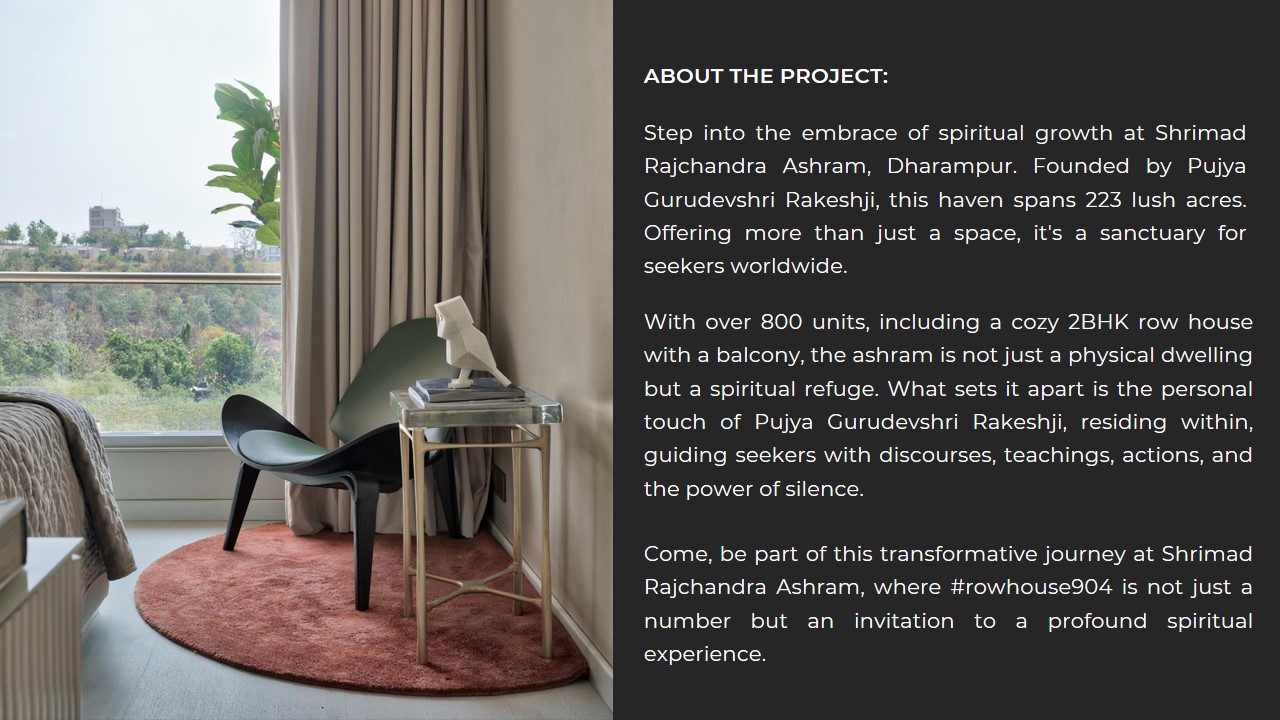 ABOUT THE PROJECT:
Step into the embrace of spiritual growth at Shrimad
Rajchandra Ashram, Dharampur. Founded by Pujya
Gurudevshri Rakeshji, this haven spans 223 lush acres.
Offering more than just a space, it's a sanctuary for
seekers worldwide.
With over 800 units, including a cozy 2BHK row house
with a balcony, the ashram is not just a physical dwelling
but a spiritual refuge. What sets it apart is the personal
touch of Pujya Gurudevshri Rakeshji, residing within,
guiding seekers with discourses, teachings, actions, and
the power of silence.
Come, be part of this transformative journey at Shrimad
Rajchandra Ashram, where #rowhouse904 is not just a
number but an invitation to a profound spiritual
experience.